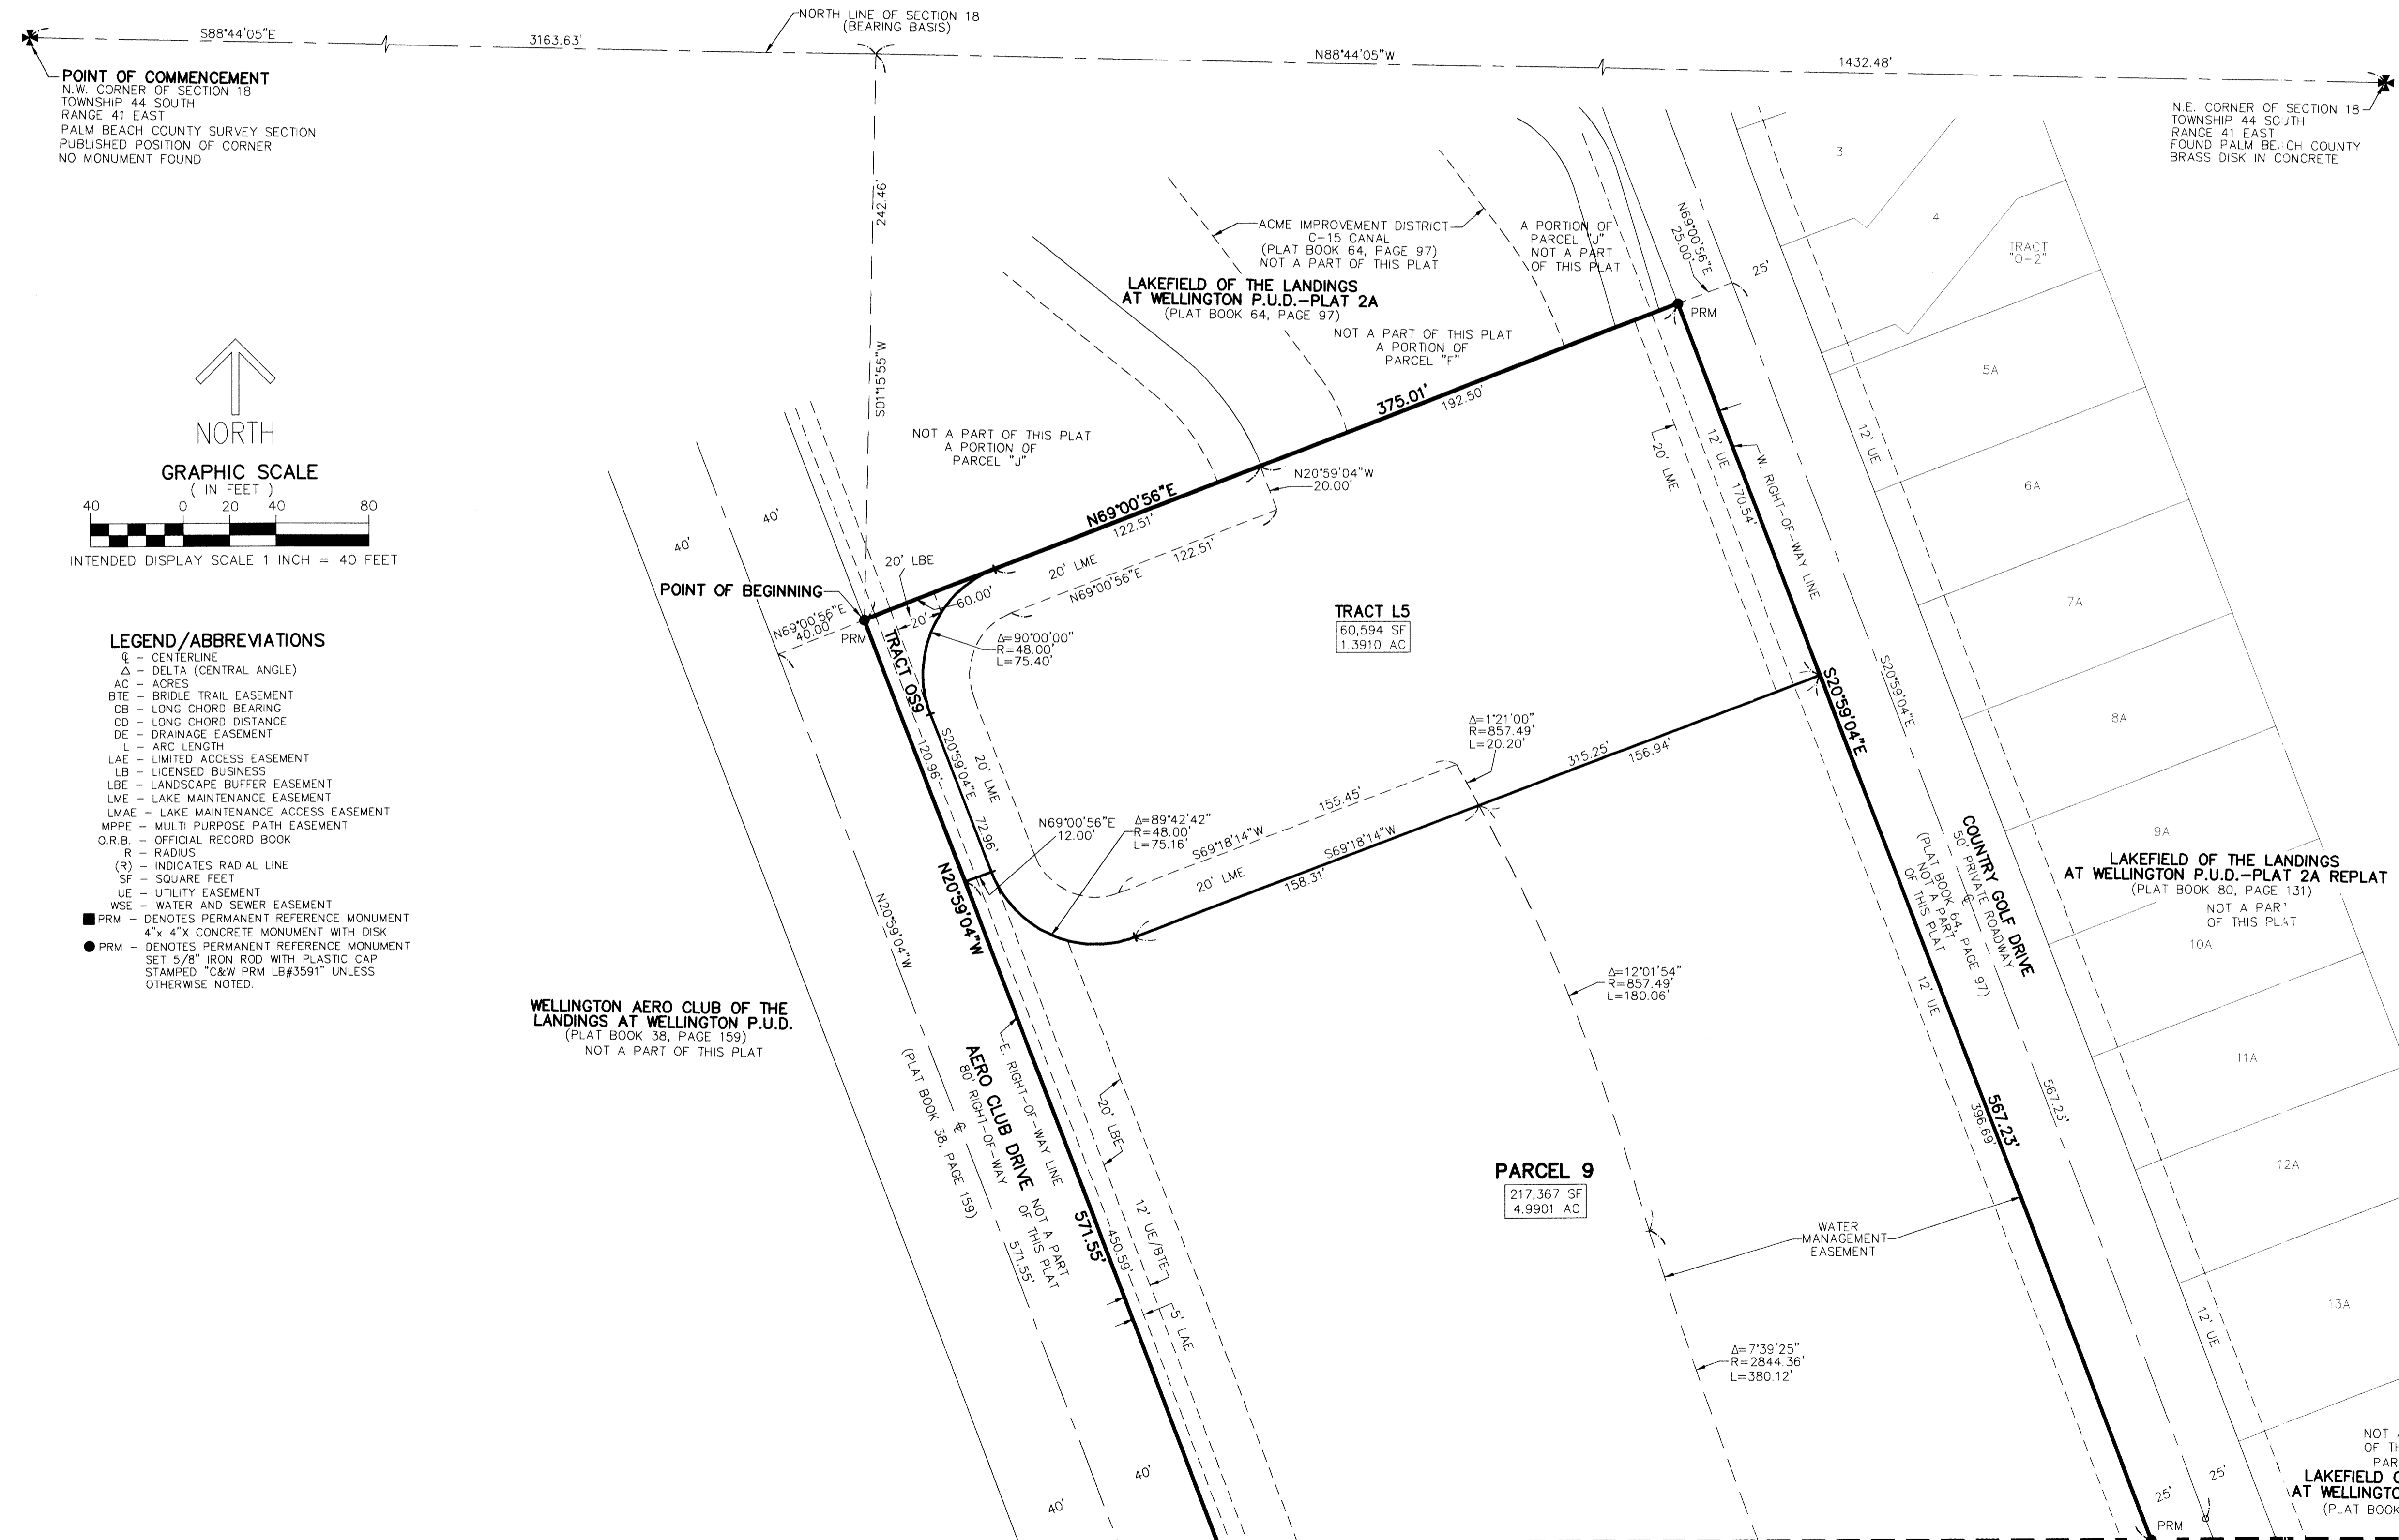 NORTH LINE OF SECTION 18
(BEARING BASIS)
S88°44'05"E
3163.63'
N88°44'05"W
1432.48'
POINT OF COMMENCEMENT
N.W. CORNER OF SECTION 18
TOWNSHIP 44 SOUTH
RANGE 41 EAST
PALM BEACH COUNTY SURVEY SECTION
PUBLISHED POSITION OF CORNER
NO MONUMENT FOUND
N.E. CORNER OF SECTION 18
TOWNSHIP 44 SOUTH
RANGE 41 EAST
FOUND PALM BEACH COUNTY
BRASS DISK IN CONCRETE
242.46'
S01°15'55"W
ACME IMPROVEMENT DISTRICT
C-15 CANAL
(PLAT BOOK 64, PAGE 97)
NOT A PART OF THIS PLAT
A PORTION OF
PARCEL "J"
NOT A PART
OF THIS PLAT
N69°00'56"E
25.00'
25'
3
4
TRACT
"O-2"
LAKEFIELD OF THE LANDINGS
AT WELLINGTON P.U.D.-PLAT 2A
(PLAT BOOK 64, PAGE 97)
NOT A PART OF THIS PLAT
A PORTION OF
PARCEL "F"
PRM
NORTH
GRAPHIC SCALE
( IN FEET )
40 0 20 40 80
INTENDED DISPLAY SCALE 1 INCH = 40 FEET
NOT A PART OF THIS PLAT
A PORTION OF
PARCEL "J"
375.01'
192.50'
N69°00'56"E
122.51'
N20°59'04"W
20.00'
20' LME
N69°00'56"E
122.51'
40'
40'
20' LBE
60.00'
20'
POINT OF BEGINNING
N69°00'56"E
40.00'
PRM
TRACT OS9
Δ=90°00'00"
R=48.00'
L=75.40'
TRACT L5
60,594 SF
1.3910 AC
20' LME
12' UE
170.54'
W. RIGHT-OF-WAY LINE
12' UE
5A
6A
7A
8A
9A
10A
11A
12A
13A
LEGEND/ABBREVIATIONS
℄ - CENTERLINE
Δ - DELTA (CENTRAL ANGLE)
AC - ACRES
BTE - BRIDLE TRAIL EASEMENT
CB - LONG CHORD BEARING
CD - LONG CHORD DISTANCE
DE - DRAINAGE EASEMENT
L - ARC LENGTH
LAE - LIMITED ACCESS EASEMENT
LB - LICENSED BUSINESS
LBE - LANDSCAPE BUFFER EASEMENT
LME - LAKE MAINTENANCE EASEMENT
LMAE - LAKE MAINTENANCE ACCESS EASEMENT
MPPE - MULTI PURPOSE PATH EASEMENT
O.R.B. - OFFICIAL RECORD BOOK
R - RADIUS
(R) - INDICATES RADIAL LINE
SF - SQUARE FEET
UE - UTILITY EASEMENT
WSE - WATER AND SEWER EASEMENT
PRM - DENOTES PERMANENT REFERENCE MONUMENT
4"x 4"X CONCRETE MONUMENT WITH DISK
PRM - DENOTES PERMANENT REFERENCE MONUMENT
SET 5/8" IRON ROD WITH PLASTIC CAP
STAMPED "C&W PRM LB#3591" UNLESS
OTHERWISE NOTED.
120.96'
S20°59'04"E
72.96'
20' LME
N69°00'56"E
12.00'
Δ=89°42'42"
R=48.00'
L=75.16'
Δ=1°21'00"
R=857.49'
L=20.20'
155.45'
S69°18'14"W
20' LME
158.31'
S69°18'14"W
315.25'
156.94'
S20°59'04"E
S20°59'04"E
N20°59'04"W
N20°59'04"W
COUNTRY GOLF DRIVE
50' PRIVATE ROADWAY
℄
(PLAT BOOK 64, PAGE 97)
NOT A PART
OF THIS PLAT
LAKEFIELD OF THE LANDINGS
AT WELLINGTON P.U.D.-PLAT 2A REPLAT
(PLAT BOOK 80, PAGE 131)
NOT A PART
OF THIS PLAT
Δ=12°01'54"
R=857.49'
L=180.06'
12' UE
WELLINGTON AERO CLUB OF THE
LANDINGS AT WELLINGTON P.U.D.
(PLAT BOOK 38, PAGE 159)
NOT A PART OF THIS PLAT
E. RIGHT-OF-WAY LINE
AERO CLUB DRIVE
80' RIGHT-OF-WAY
℄
(PLAT BOOK 38, PAGE 159)
NOT A PART
OF THIS PLAT
571.55'
571.55'
450.59'
20' LBE
12' UE/BTE
5' LAE
PARCEL 9
217,367 SF
4.9901 AC
WATER
MANAGEMENT
EASEMENT
567.23'
567.23'
396.69'
12' UE
Δ=7°39'25"
R=2844.36'
L=380.12'
40'
40'
25'
25'
PRM
NOT
OF
LAKEFIELD
AT
(PLAT BOOK